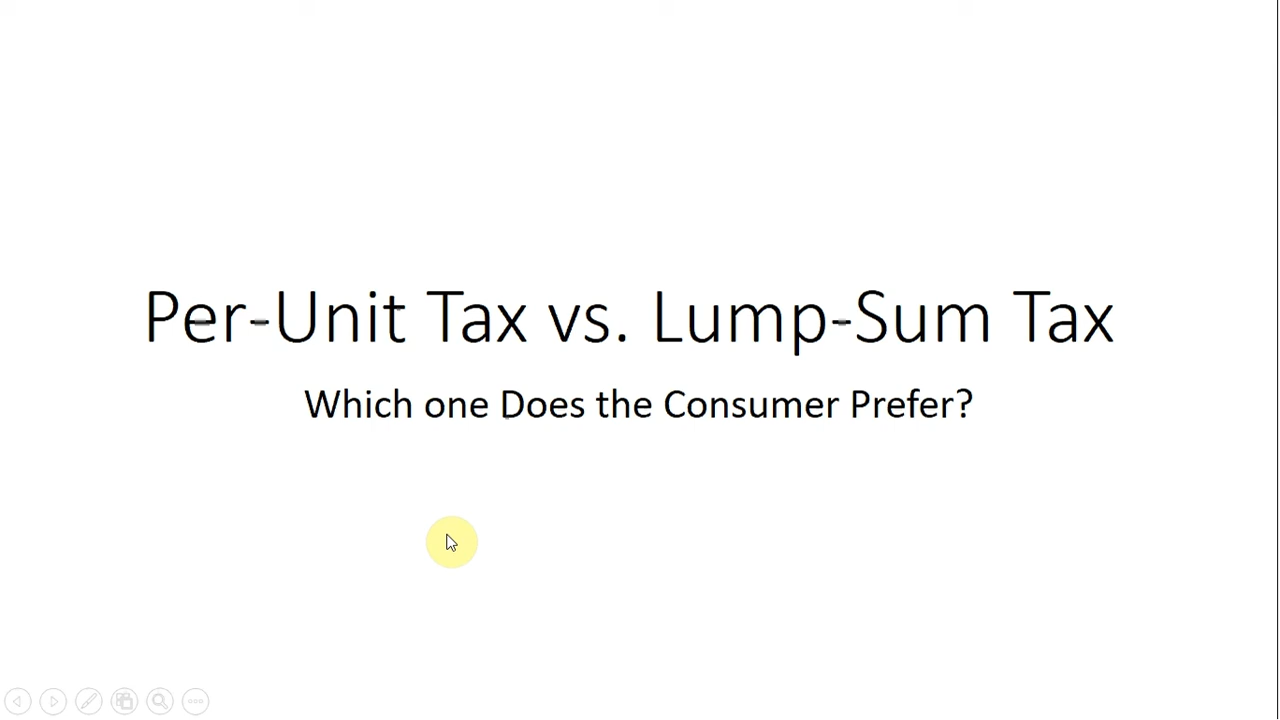 Per-Unit Tax vs. Lump-Sum Tax
Which one Does the Consumer Prefer?